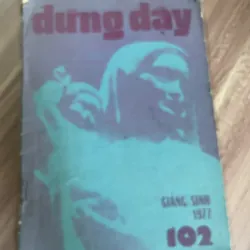 đứng dậy
GIÁNG SINH
1977
102